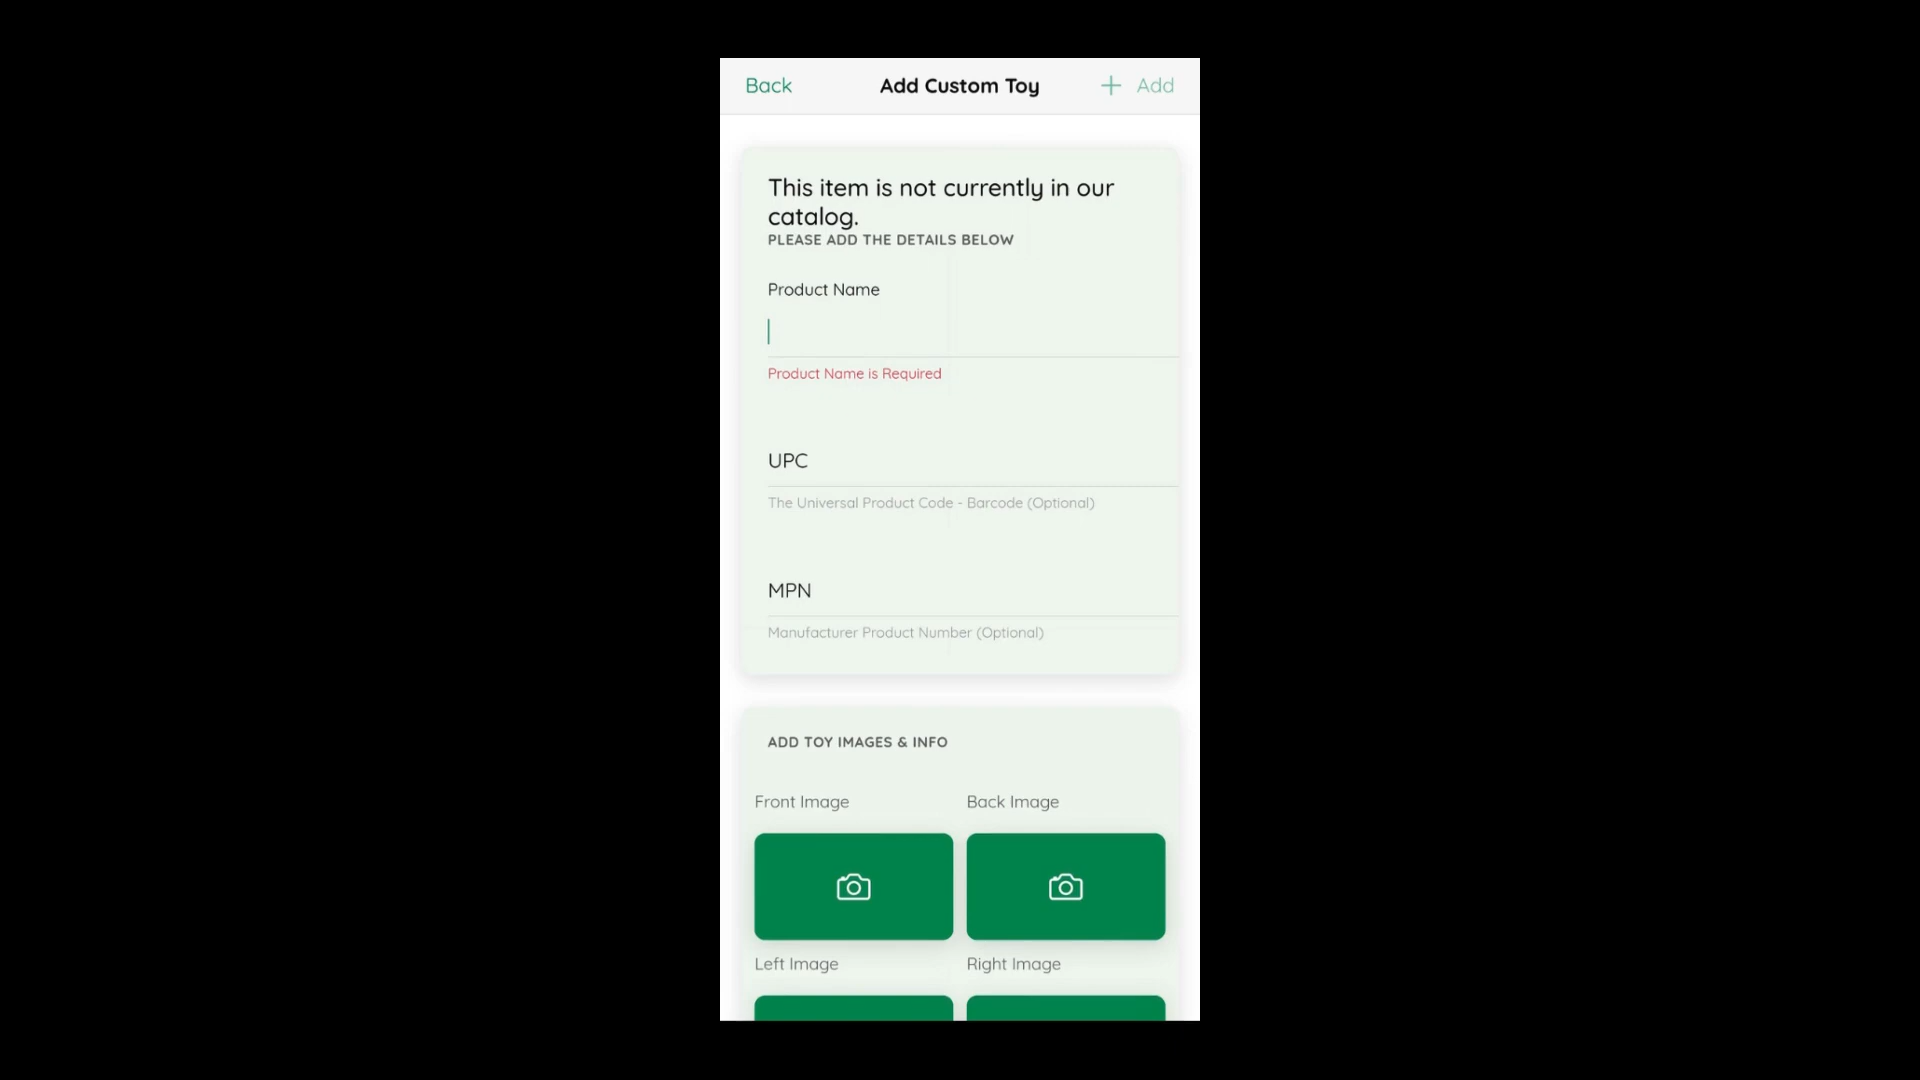 Back Add Custom Toy + Add
This item is not currently in our
catalog.
PLEASE ADD THE DETAILS BELOW
Product Name
Product Name is Required
UPC
The Universal Product Code - Barcode (Optional)
MPN
Manufacturer Product Number (Optional)
ADD TOY IMAGES & INFO
Front Image Back Image
Left Image Right Image